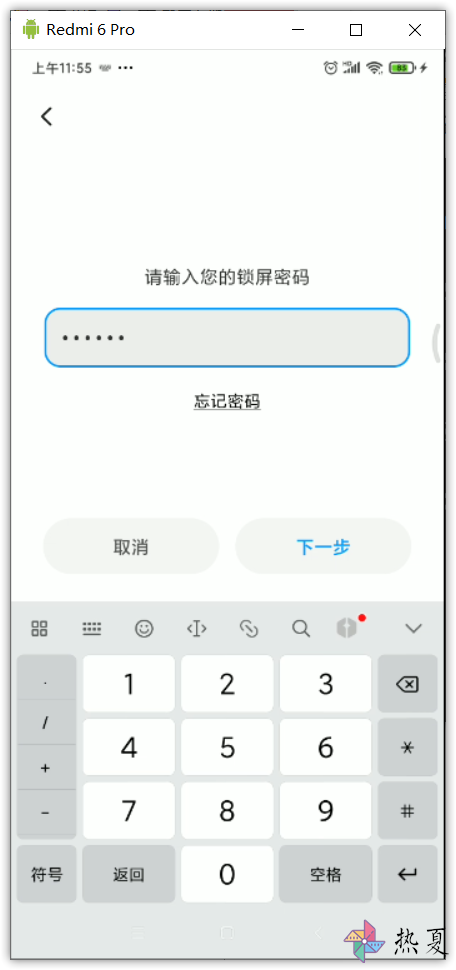 Redmi 6 Pro
上午11:55 83
请输入您的锁屏密码
••••••
忘记密码
取消 下一步
. 1 2 3
/ 4 5 6 *
+
- 7 8 9 #
符号 返回 0 空格
热夏